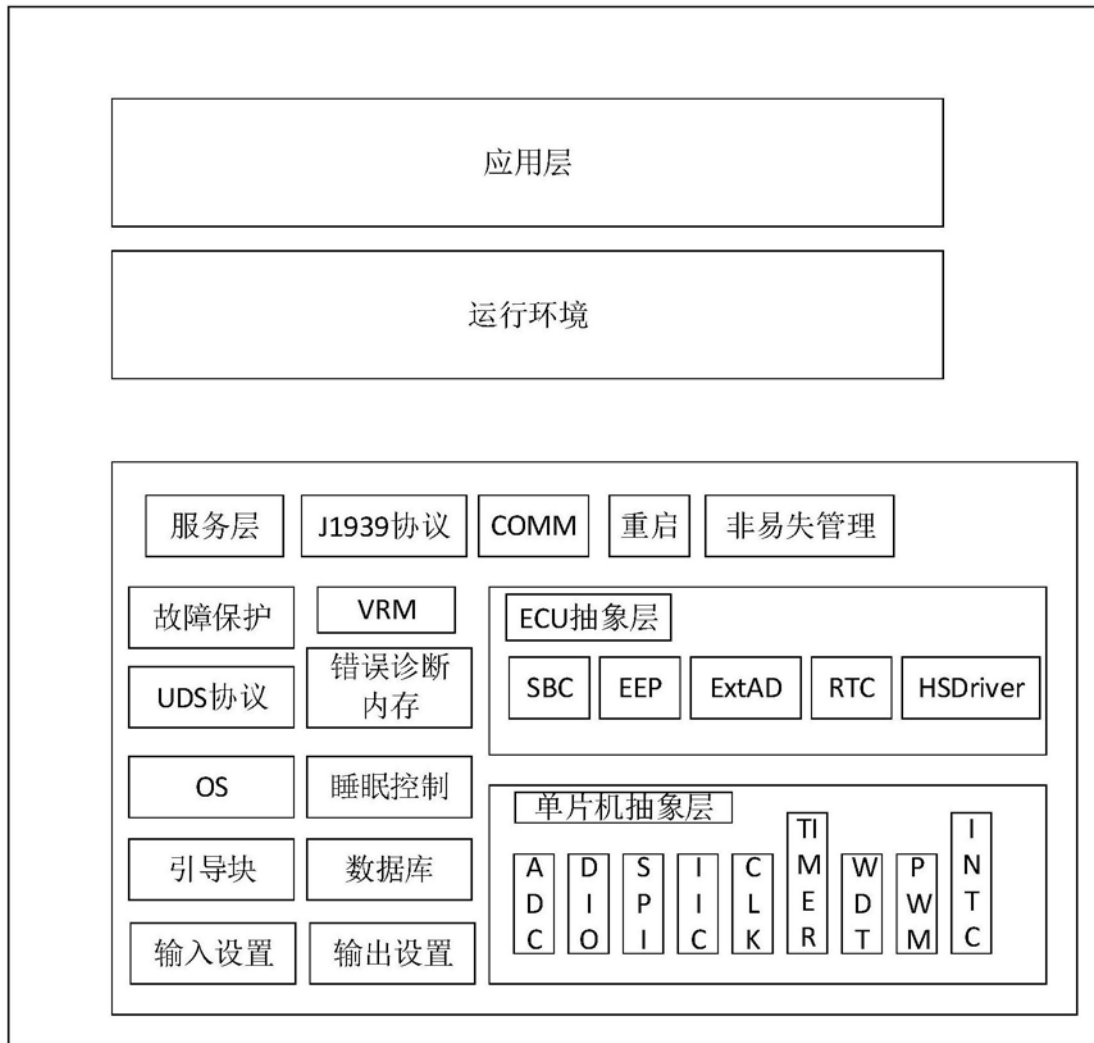 应用层
运行环境
服务层
J1939协议
COMM
重启
非易失管理
故障保护
VRM
UDS协议
错误诊断
内存
OS
睡眠控制
引导块
数据库
输入设置
输出设置
ECU抽象层
SBC
EEP
ExtAD
RTC
HSDriver
单片机抽象层
ADC
DIO
SPI
IIC
CLK
TIMER
WDT
PWM
INTC